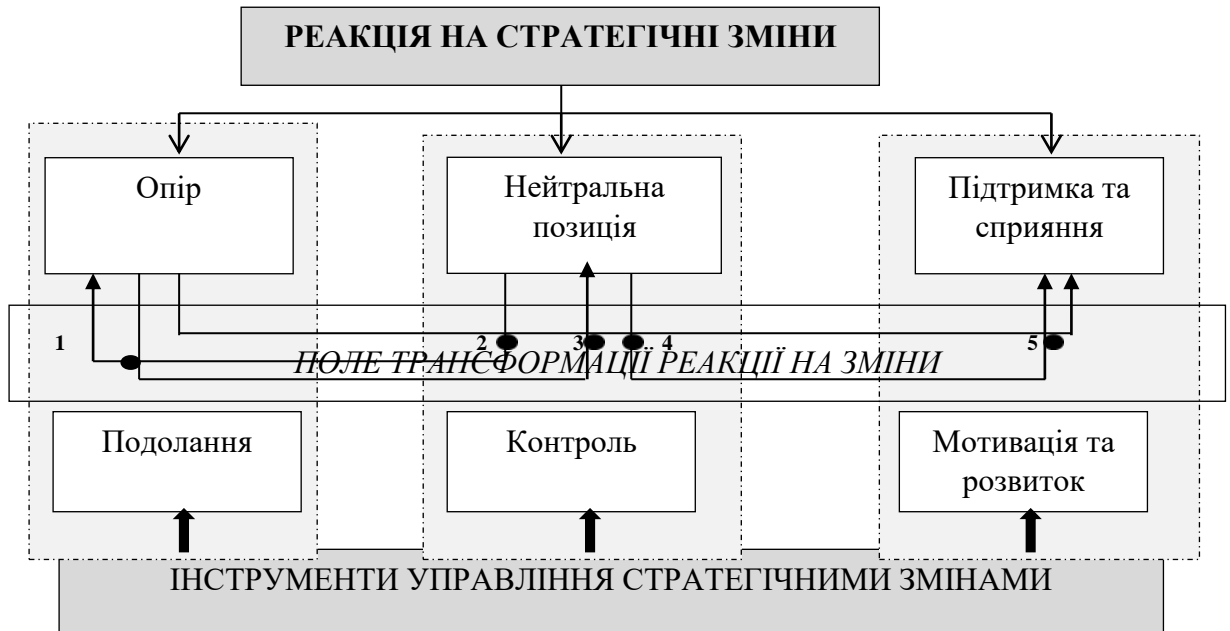 РЕАКЦІЯ НА СТРАТЕГІЧНІ ЗМІНИ
Опір
Нейтральна
позиція
Підтримка та
сприяння
1
2
3
4
5
ПОЛЕ ТРАНСФОРМАЦІЇ РЕАКЦІЇ НА ЗМІНИ
Подолання
Контроль
Мотивація та
розвиток
ІНСТРУМЕНТИ УПРАВЛІННЯ СТРАТЕГІЧНИМИ ЗМІНАМИ